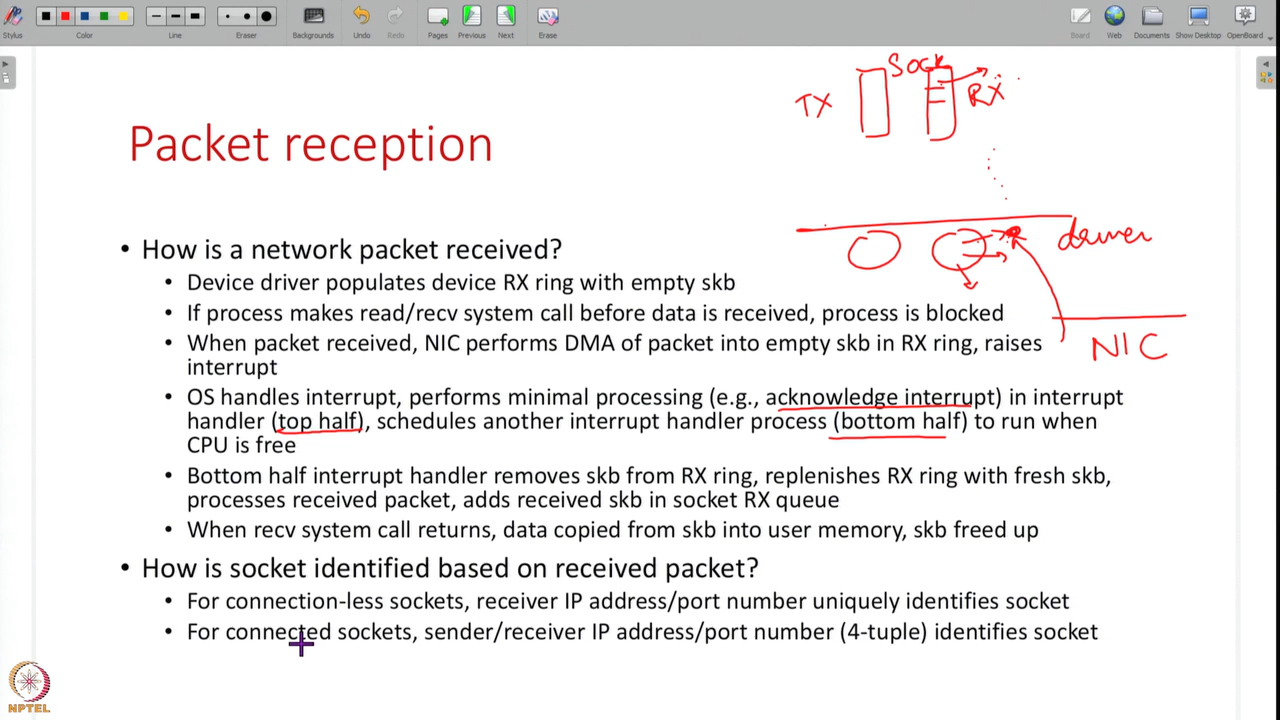 Stylus
Color
Line
Eraser
Backgrounds
Undo
Redo
Pages
Previous
Next
Erase
Board
Web
Documents
Show Desktop
OpenBoard
Sock
TX
RX
Packet reception
driver
NIC
• How is a network packet received?
• Device driver populates device RX ring with empty skb
• If process makes read/recv system call before data is received, process is blocked
• When packet received, NIC performs DMA of packet into empty skb in RX ring, raises
interrupt
• OS handles interrupt, performs minimal processing (e.g., acknowledge interrupt) in interrupt
handler (top half), schedules another interrupt handler process (bottom half) to run when
CPU is free
• Bottom half interrupt handler removes skb from RX ring, replenishes RX ring with fresh skb,
processes received packet, adds received skb in socket RX queue
• When recv system call returns, data copied from skb into user memory, skb freed up
• How is socket identified based on received packet?
• For connection-less sockets, receiver IP address/port number uniquely identifies socket
• For connected sockets, sender/receiver IP address/port number (4-tuple) identifies socket
NPTEL